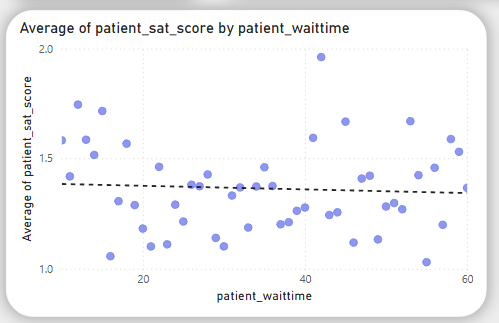 Average of patient_sat_score by patient_waittime
2.0
1.5
1.0
Average of patient_sat_score
20
40
60
patient_waittime